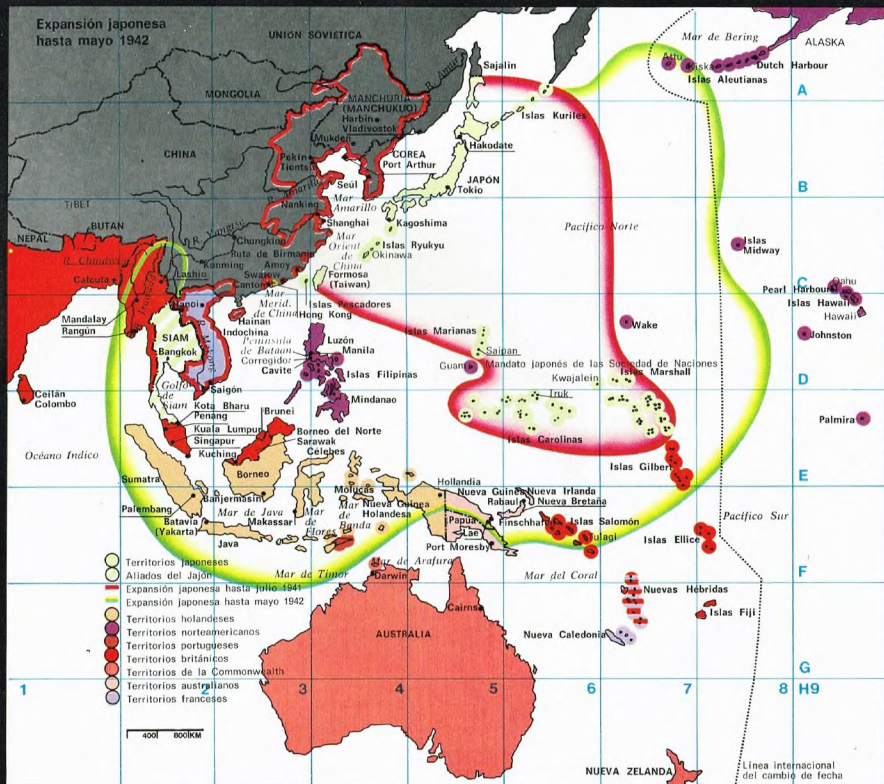 Expansión japonesa
hasta mayo 1942
UNION SOVIETICA
Mar de Bering
ALASKA
Attu
Kiska
Dutch Harbour
Islas Aleutianas
Sajalin
R. Amur
A
MONGOLIA
MANCHURIA
(MANCHUKUO)
Harbin
Vladivostok
Islas Kuriles
Mukden
Hakodate
CHINA
Pekín
Tientsin
COREA
Port Arthur
JAPÓN
Tokio
Seúl
B
Amarillo
Mar
Amarillo
TIBET
Nanking
BUTAN
Shanghai
Kagoshima
Pacífico Norte
NEPAL
R. Yangtse
Chungking
Mar
Orient
de
China
Islas Ryukyu
Okinawa
Islas
Midway
Ruta de Birmania
Kunming
Amoy
Swatow
Canton
Formosa
(Taiwan)
Calcuta
Lashio
C
Oahu
Pearl Harbour
Islas Hawaii
Hawaii
Mandalay
Rangún
Hanoi
Mar
Merid.
de China
Islas Pescadores
Hong Kong
Hainan
Indochina
Islas Marianas
Wake
Johnston
SIAM
Bangkok
R. Mekong
Península
de Bataan
Corregidor
Cavite
Luzón
Manila
Islas Filipinas
Saipan
Guam
Mandato japonés de las Sociedad de Naciones
Kwajalein
Islas Marshall
Ceilán
Colombo
Golfo
de
Siam
Saigón
Mindanao
Truk
D
Kota Bharu
Penang
Kuala Lumpur
Singapur
Kuching
Brunei
Borneo del Norte
Sarawak
Célebes
Islas Carolinas
Palmira
Océano Indico
Islas Gilbert
E
Sumatra
Borneo
Hollandia
Molucas
Nueva Guinea
Nueva Irlanda
Rabaul
Nueva Bretaña
Palembang
Banjermasin
Mar de Java
Makassar
Mar
de
Flores
Mar
de
Banda
Nueva Guinea
Holandesa
Papúa
Lae
Finschhafen
Islas Salomón
Tulagi
Pacífico Sur
Batavia
(Yakarta)
Java
Port Moresby
Islas Ellice
Mar de Arafura
Mar de Timor
Darwin
Mar del Coral
F
Cairns
Nuevas Hébridas
Islas Fiji
AUSTRALIA
Nueva Caledonia
G
Territorios japoneses
Aliados del Jajón
Expansión japonesa hasta julio 1941
Expansión japonesa hasta mayo 1942
Territorios holandeses
Territorios norteamericanos
Territorios portugueses
Territorios británicos
Territorios de la Commonwealth
Territorios australianos
Territorios franceses
1 2 3 4 5 6 7 8 H9
400 800 KM
NUEVA ZELANDA
Línea internacional
del cambio de fecha